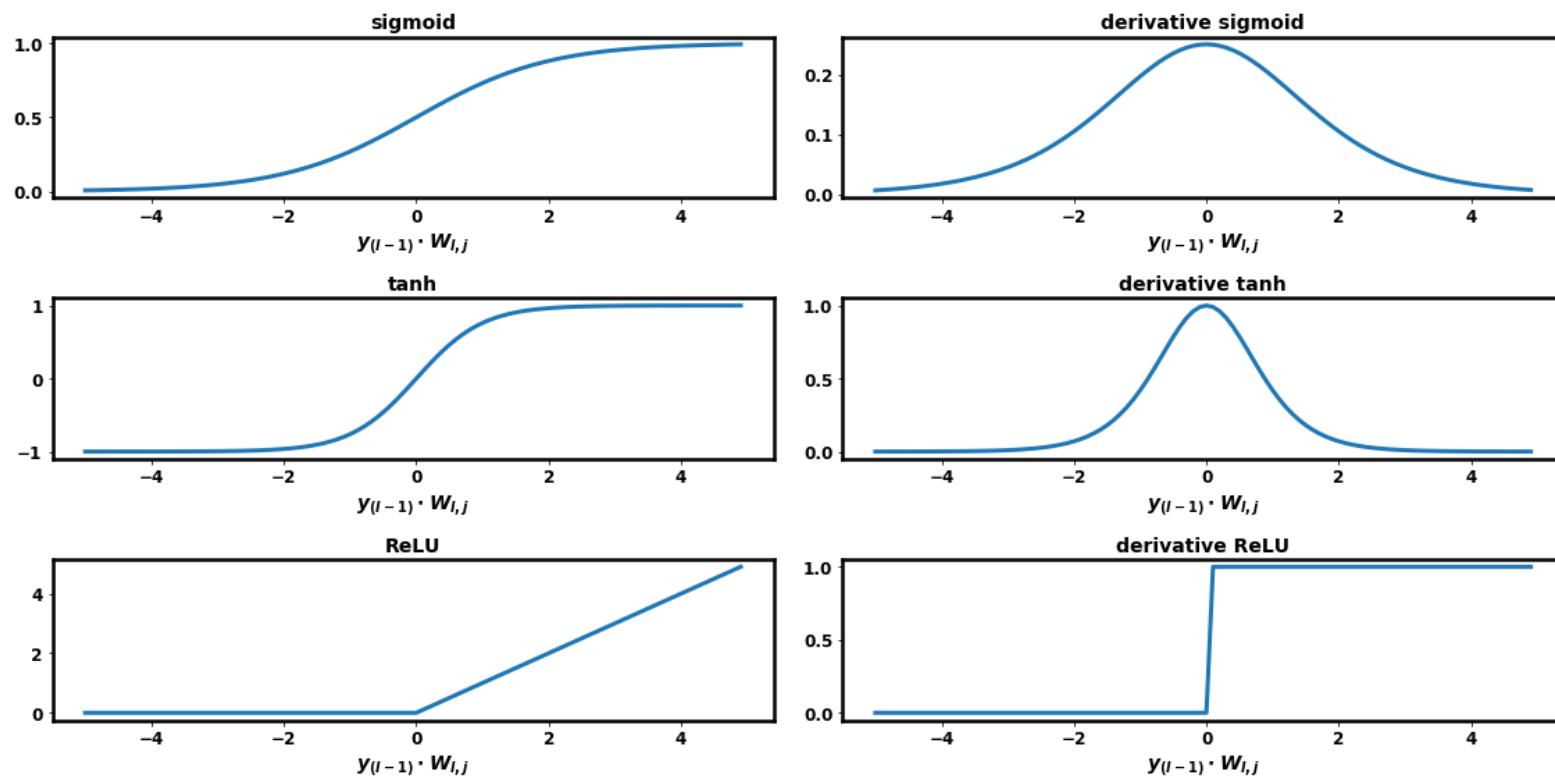 sigmoid
1.0
0.5
0.0
−4 −2 0 2 4
y(l−1) · Wl,j
derivative sigmoid
0.2
0.1
0.0
−4 −2 0 2 4
y(l−1) · Wl,j
tanh
1
0
−1
−4 −2 0 2 4
y(l−1) · Wl,j
derivative tanh
1.0
0.5
0.0
−4 −2 0 2 4
y(l−1) · Wl,j
ReLU
4
2
0
−4 −2 0 2 4
y(l−1) · Wl,j
derivative ReLU
1.0
0.5
0.0
−4 −2 0 2 4
y(l−1) · Wl,j